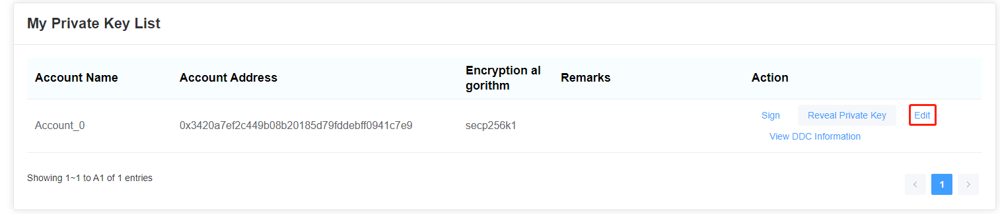 My Private Key List
Account Name Account Address Encryption al
gorithm Remarks Action
Account_0 0x3420a7ef2c449b08b20185d79fddebff0941c7e9 secp256k1 Sign Reveal Private Key Edit
View DDC Information
Showing 1~1 to A1 of 1 entries
< 1 >